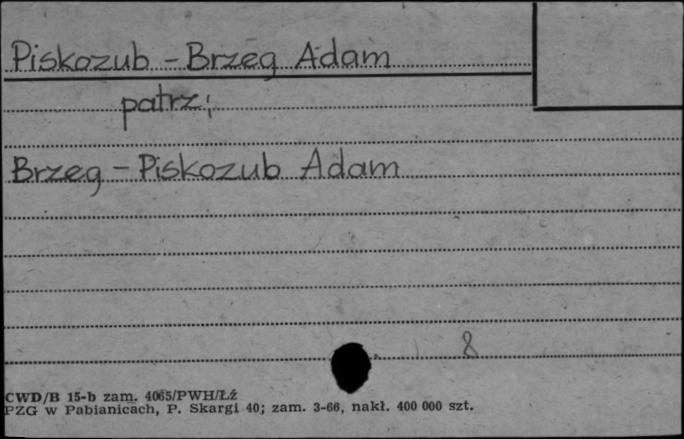 Piskozub - Brzeg Adam
patrz;
Brzeg - Piskozub Adam
8
CWD/B 15-b zam. 4065/PWH/Łź
PZG w Pabianicach, P. Skargi 40; zam. 3-66, nakł. 400 000 szt.